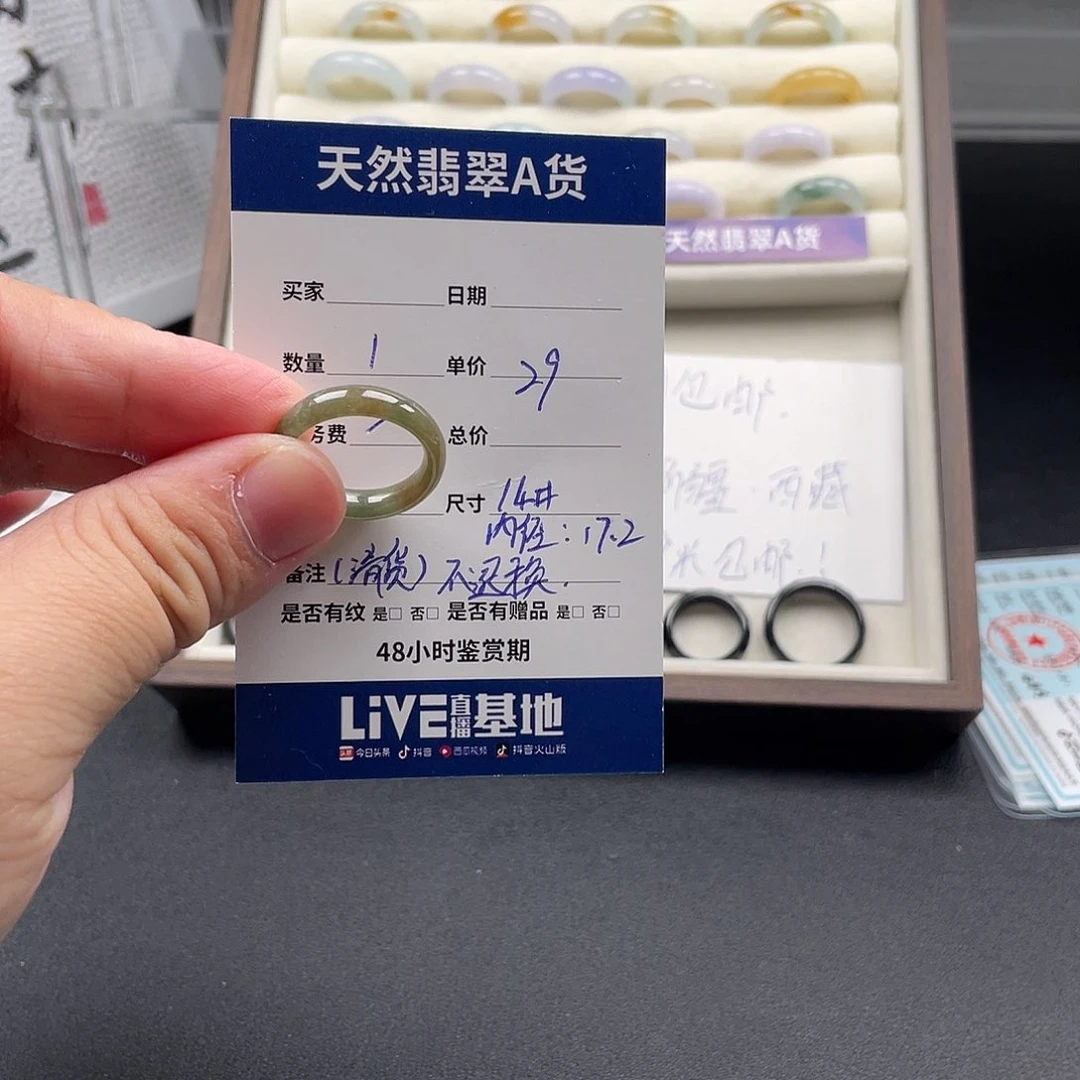 天然翡翠A货
买家 日期
数量 1 单价 29
务费 总价
尺寸 14#
内径：17.2
备注（清货）不退换.
是否有纹 是□ 否□ 是否有赠品 是□ 否□
48小时鉴赏期
LiVE直播基地
头条 今日头条 抖音 西瓜视频 抖音火山版
天然翡翠A货
包邮.
新疆.西藏
包邮.!